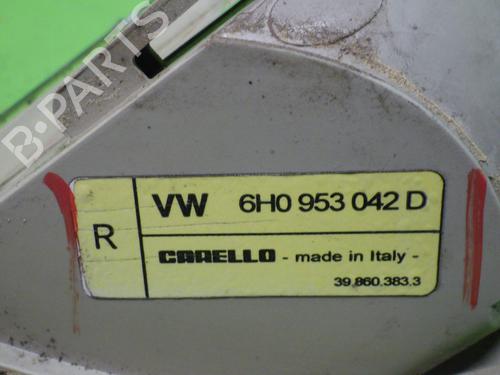 B-PARTS
R
VW 6H0 953 042 D
CARELLO - made in Italy -
39.860.383.3